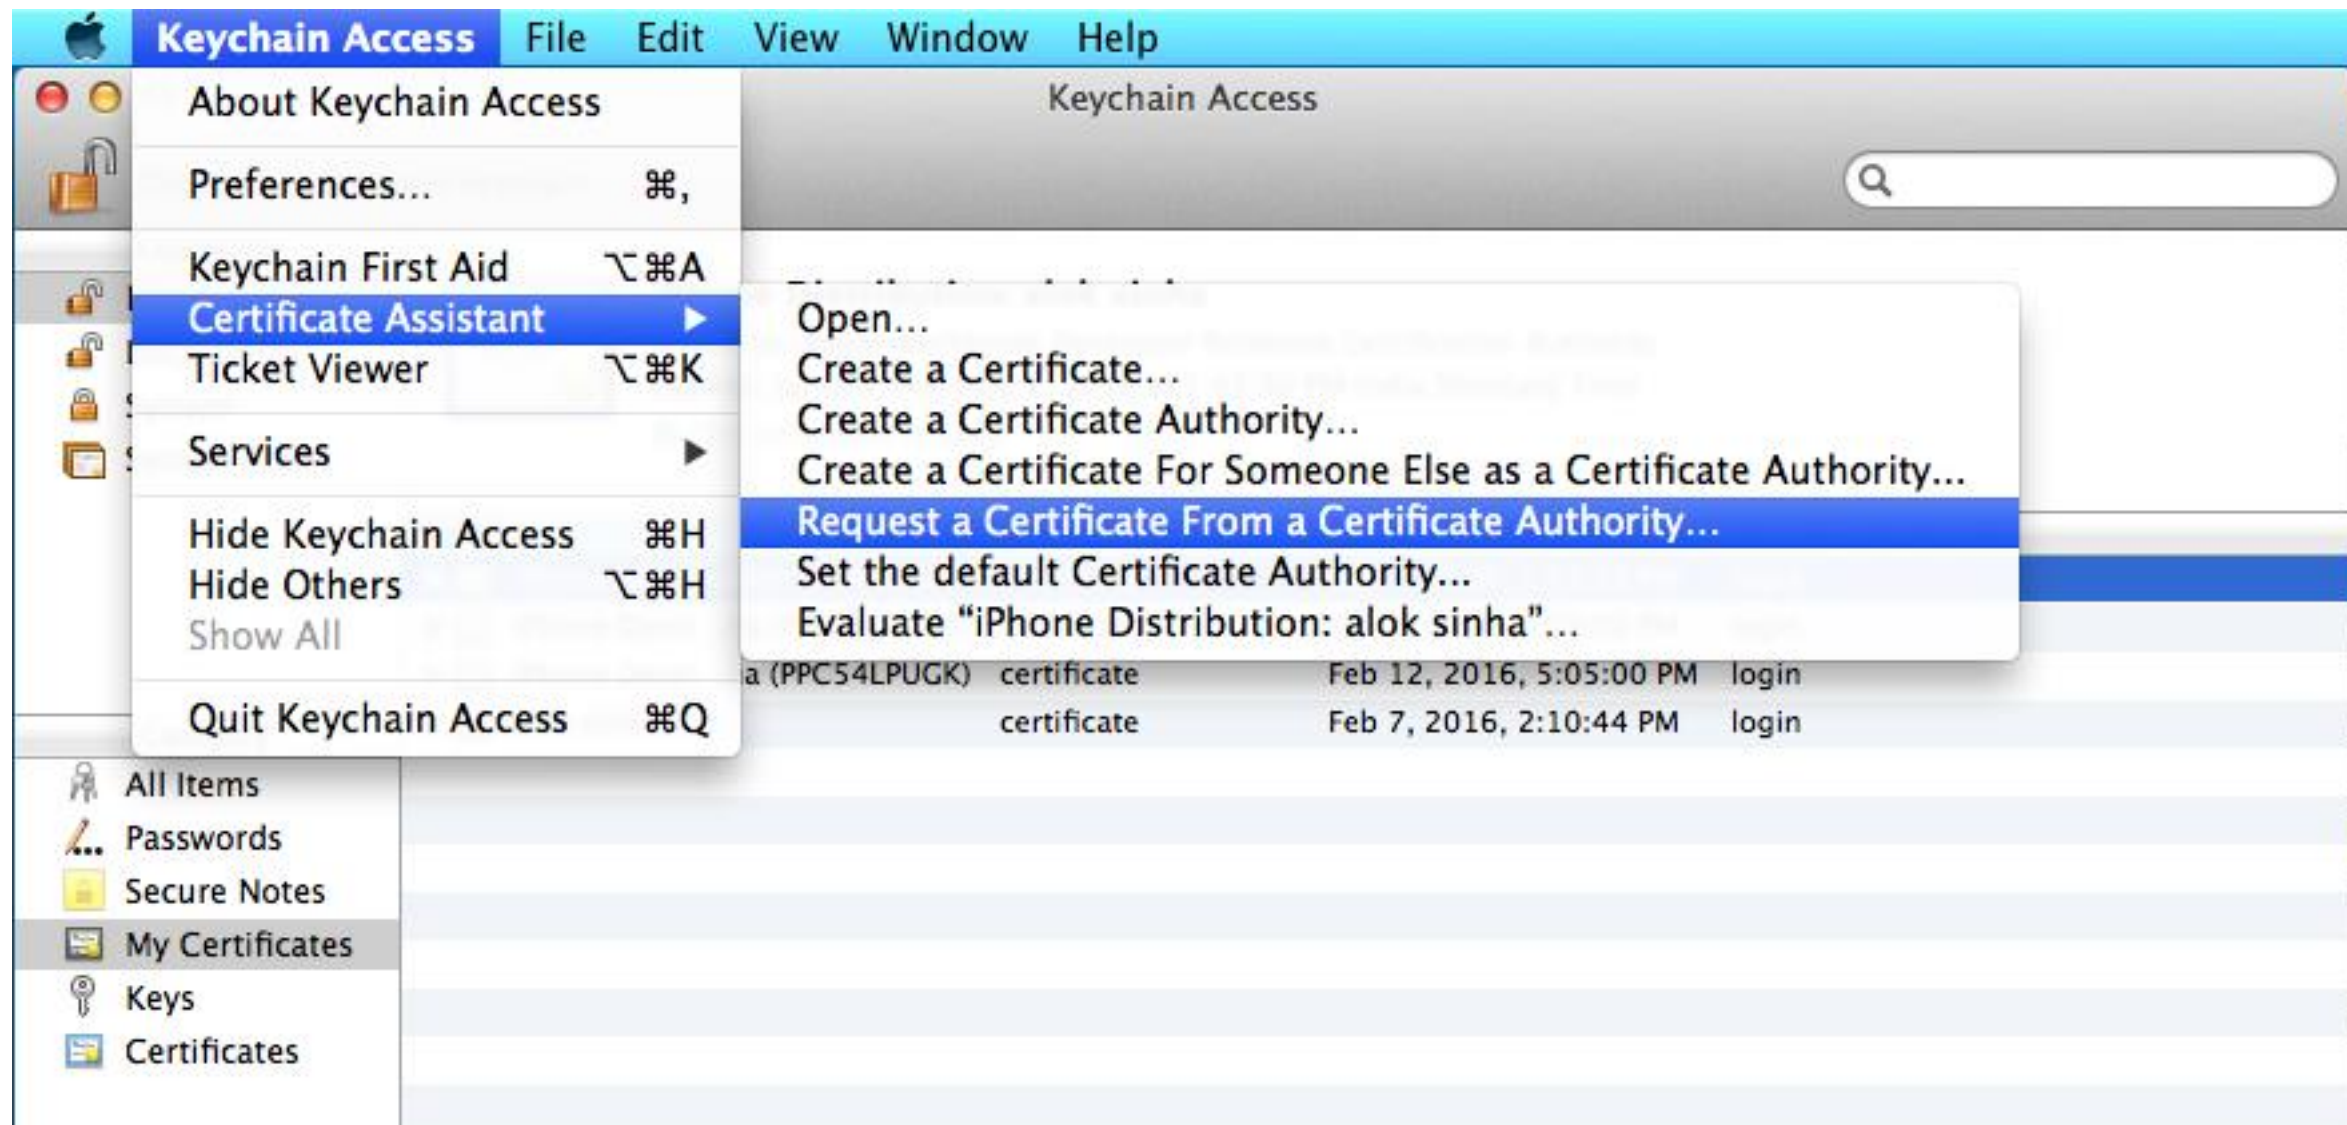 Keychain Access File Edit View Window Help
Keychain Access
About Keychain Access
Preferences... ⌘,
Keychain First Aid ⌥⌘A
Certificate Assistant ▶
Ticket Viewer ⌥⌘K
Services ▶
Hide Keychain Access ⌘H
Hide Others ⌥⌘H
Show All
Quit Keychain Access ⌘Q
Open...
Create a Certificate...
Create a Certificate Authority...
Create a Certificate For Someone Else as a Certificate Authority...
Request a Certificate From a Certificate Authority...
Set the default Certificate Authority...
Evaluate “iPhone Distribution: alok sinha”...
(PPC54LPUGK) certificate Feb 12, 2016, 5:05:00 PM login
certificate Feb 7, 2016, 2:10:44 PM login
All Items
Passwords
Secure Notes
My Certificates
Keys
Certificates